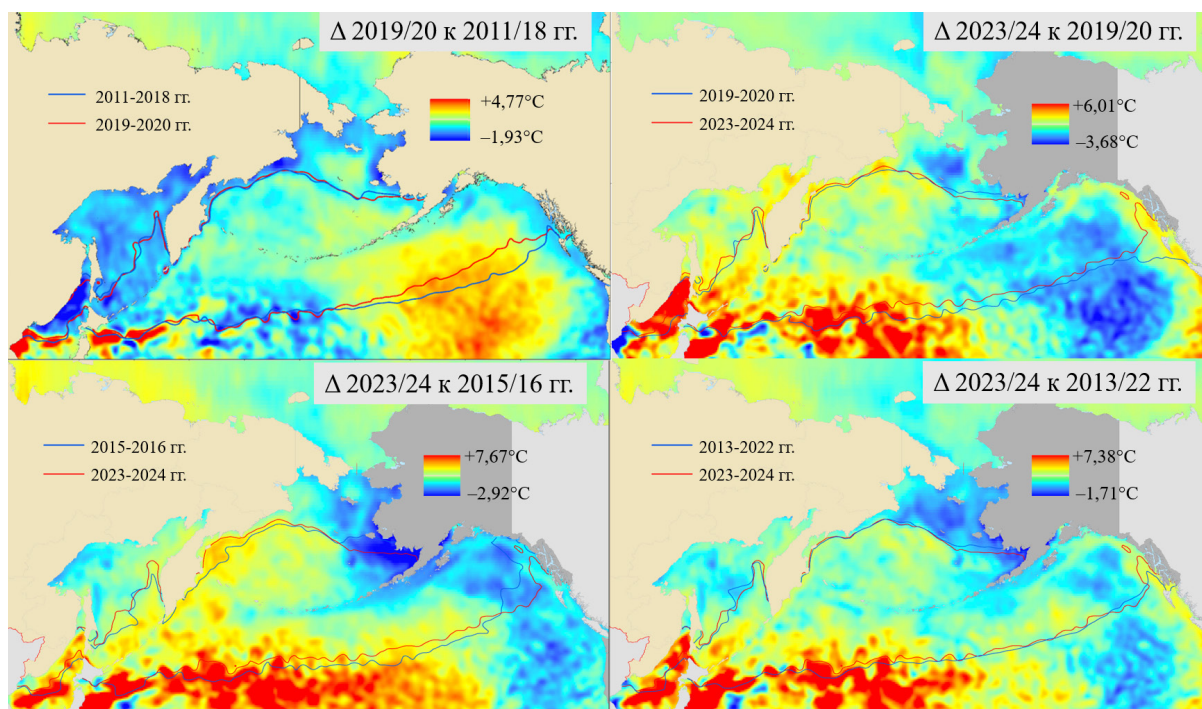 Δ 2019/20 к 2011/18 гг.
2011-2018 гг.
2019-2020 гг.
+4,77°C
–1,93°C
Δ 2023/24 к 2019/20 гг.
2019-2020 гг.
2023-2024 гг.
+6,01°C
–3,68°C
Δ 2023/24 к 2015/16 гг.
2015-2016 гг.
2023-2024 гг.
+7,67°C
–2,92°C
Δ 2023/24 к 2013/22 гг.
2013-2022 гг.
2023-2024 гг.
+7,38°C
–1,71°C